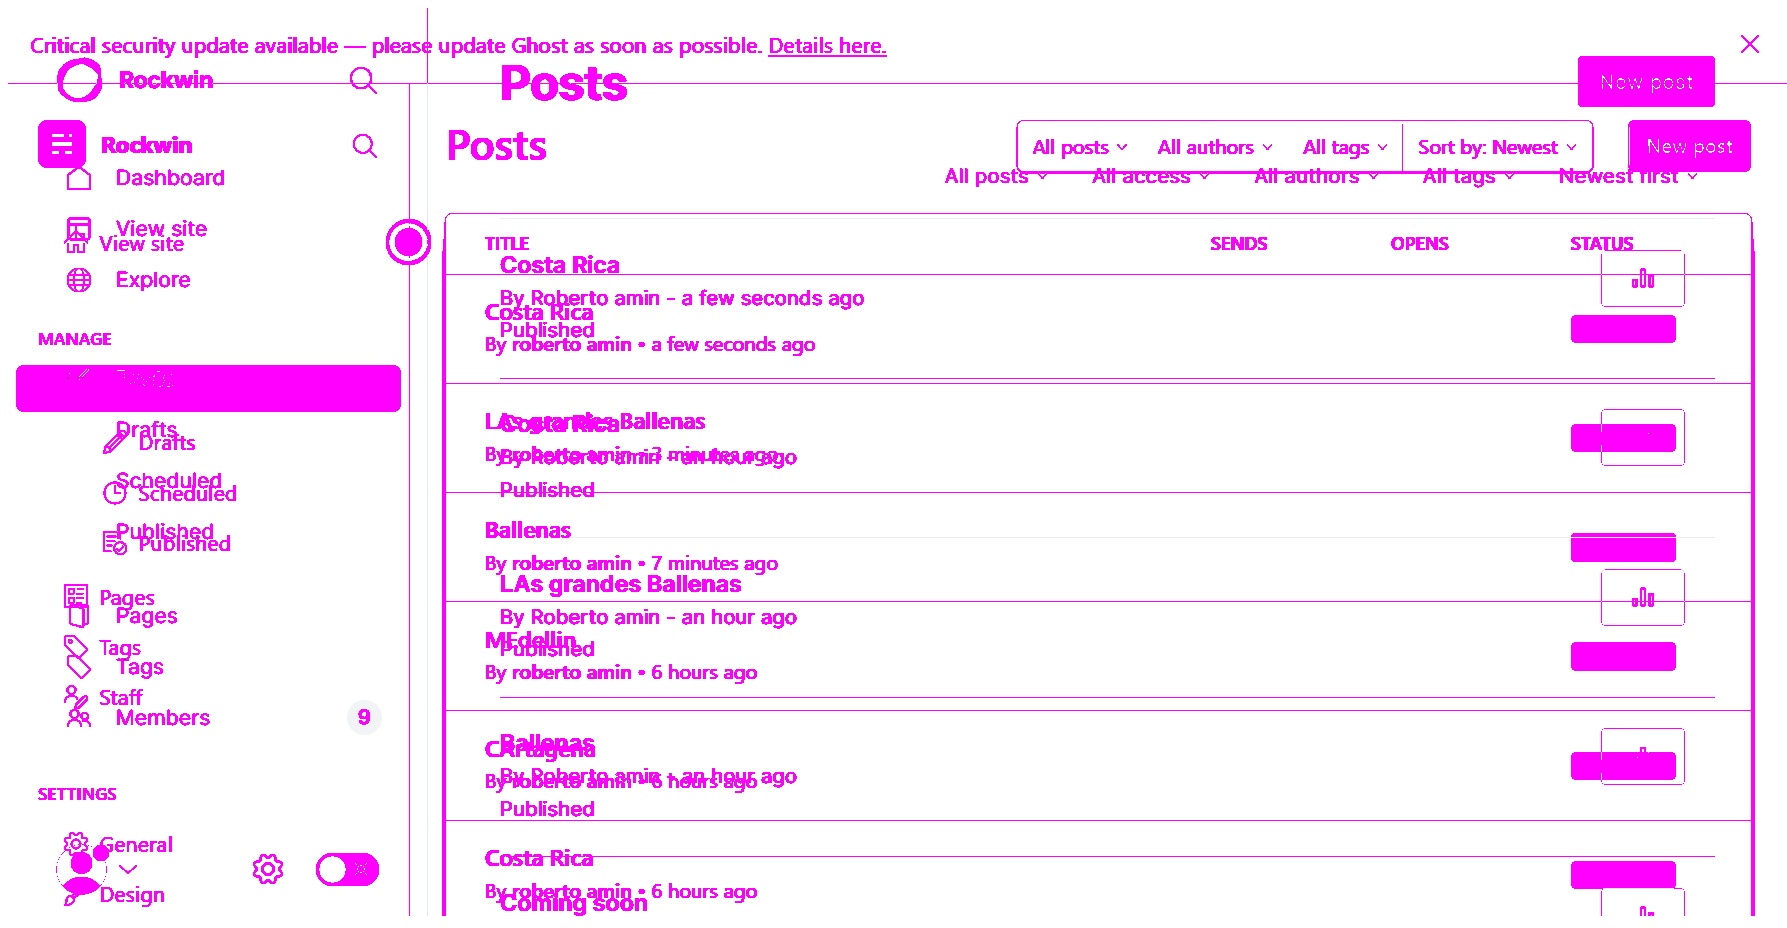 Critical security update available — please update Ghost as soon as possible. Details here.
Rockwin
Posts
New post
Rockwin
Posts
All posts
All authors
All tags
Sort by: Newest
New post
Dashboard
All posts
All access
All authors
All tags
Newest first
View site
View site
TITLE
SENDS
OPENS
STATUS
Explore
Costa Rica
By Roberto amin - a few seconds ago
Published
Costa Rica
By roberto amin • a few seconds ago
MANAGE
Drafts
Drafts
LAs grandes Ballenas
Costa Rica
By roberto amin • 3 minutes ago
By Roberto amin - an hour ago
Published
Scheduled
Scheduled
Published
Published
Ballenas
By roberto amin • 7 minutes ago
LAs grandes Ballenas
By Roberto amin - an hour ago
Published
Pages
Pages
MEdellin
By roberto amin • 6 hours ago
Tags
Tags
Staff
Members
9
Ballenas
By Roberto amin - an hour ago
Published
CArtagena
By roberto amin • 6 hours ago
SETTINGS
General
Design
Costa Rica
By roberto amin • 6 hours ago
Coming soon